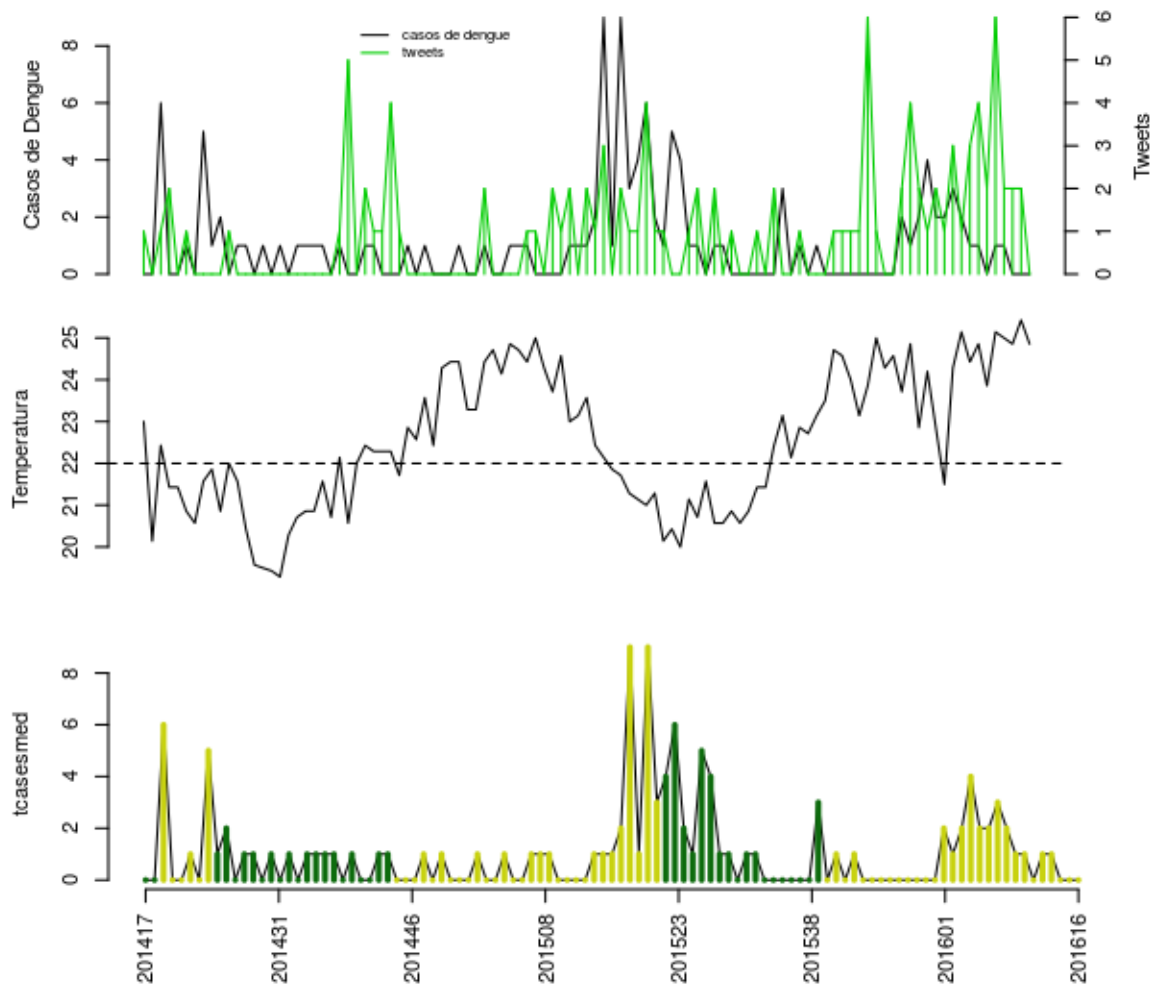 casos de dengue
tweets
Casos de Dengue
0 2 4 6 8
Tweets
0 1 2 3 4 5 6
Temperatura
20 21 22 23 24 25
tcasesmed
0 2 4 6 8
201417 201431 201446 201508 201523 201538 201601 201616